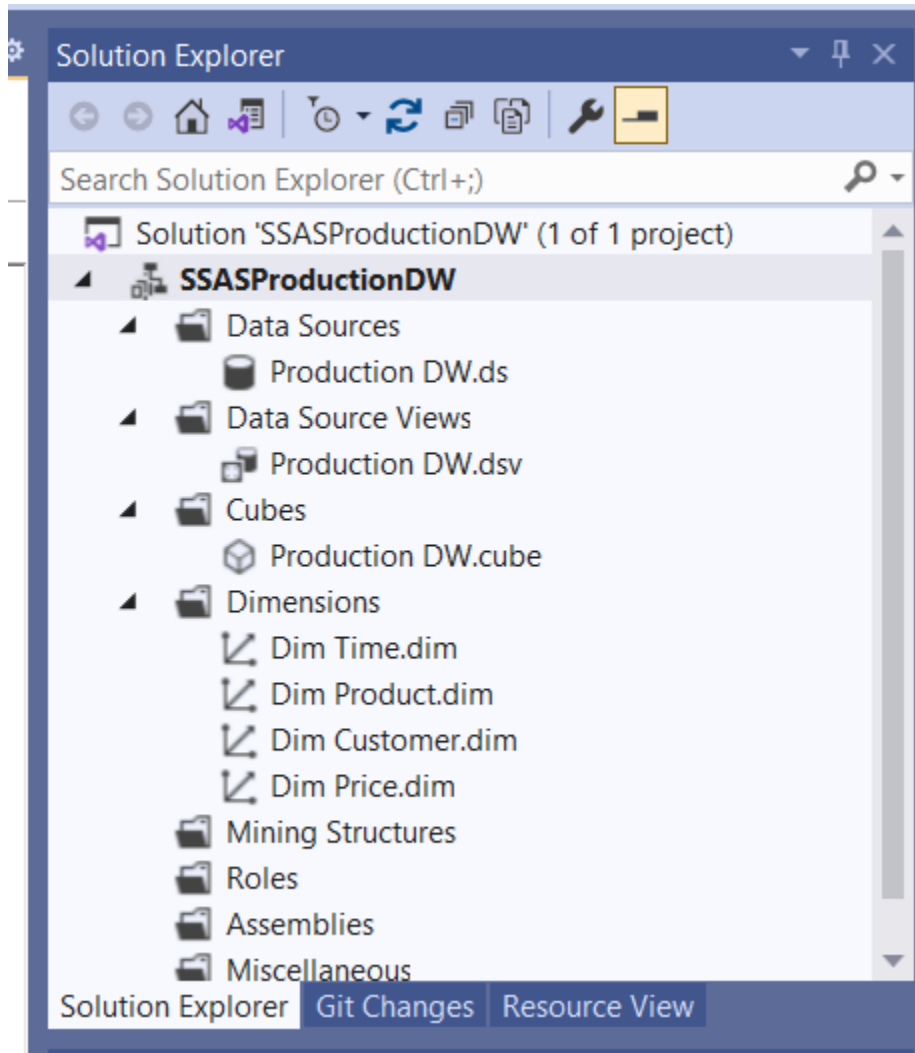 Solution Explorer
Search Solution Explorer (Ctrl+;)
Solution 'SSASProductionDW' (1 of 1 project)
SSASProductionDW
Data Sources
Production DW.ds
Data Source Views
Production DW.dsv
Cubes
Production DW.cube
Dimensions
Dim Time.dim
Dim Product.dim
Dim Customer.dim
Dim Price.dim
Mining Structures
Roles
Assemblies
Miscellaneous
Solution Explorer Git Changes Resource View